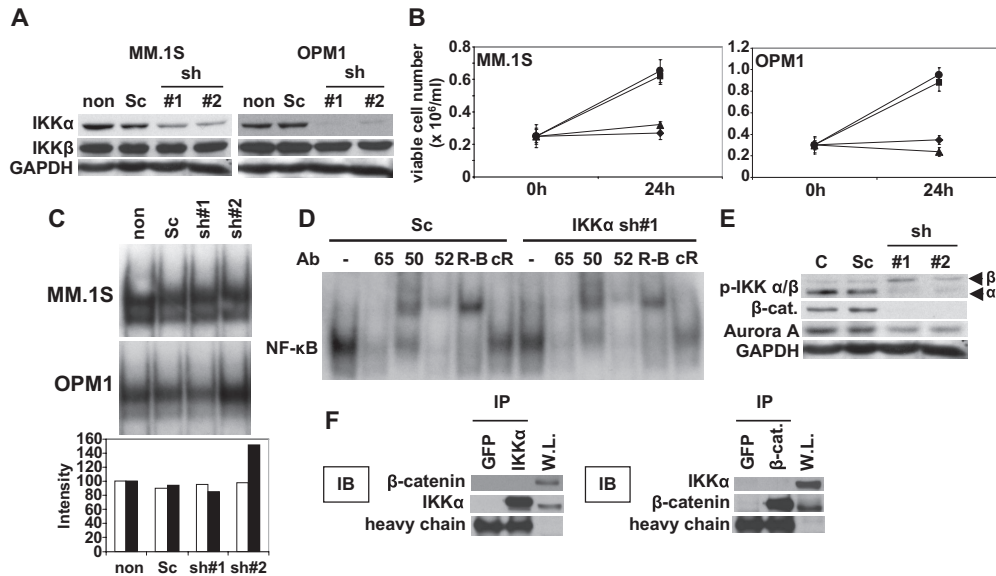 A
MM.1S OPM1
sh sh
non Sc #1 #2 non Sc #1 #2
IKKα
IKKβ
GAPDH
B
viable cell number
(x 10⁶/ml)
MM.1S
0.8
0.6
0.4
0.2
0
0h 24h
OPM1
1.2
1.0
0.8
0.6
0.4
0.2
0
0h 24h
C
non Sc sh#1 sh#2
MM.1S
OPM1
Intensity
160
140
120
100
80
60
40
20
0
non Sc sh#1 sh#2
D
Sc IKKα sh#1
Ab - 65 50 52 R-B cR - 65 50 52 R-B cR
NF-κB
E
sh
C Sc #1 #2
p-IKK α/β β
α
β-cat.
Aurora A
GAPDH
F
IP
GFP IKKα W.L.
IB
β-catenin
IKKα
heavy chain
IP
GFP β-cat. W.L.
IB
IKKα
β-catenin
heavy chain